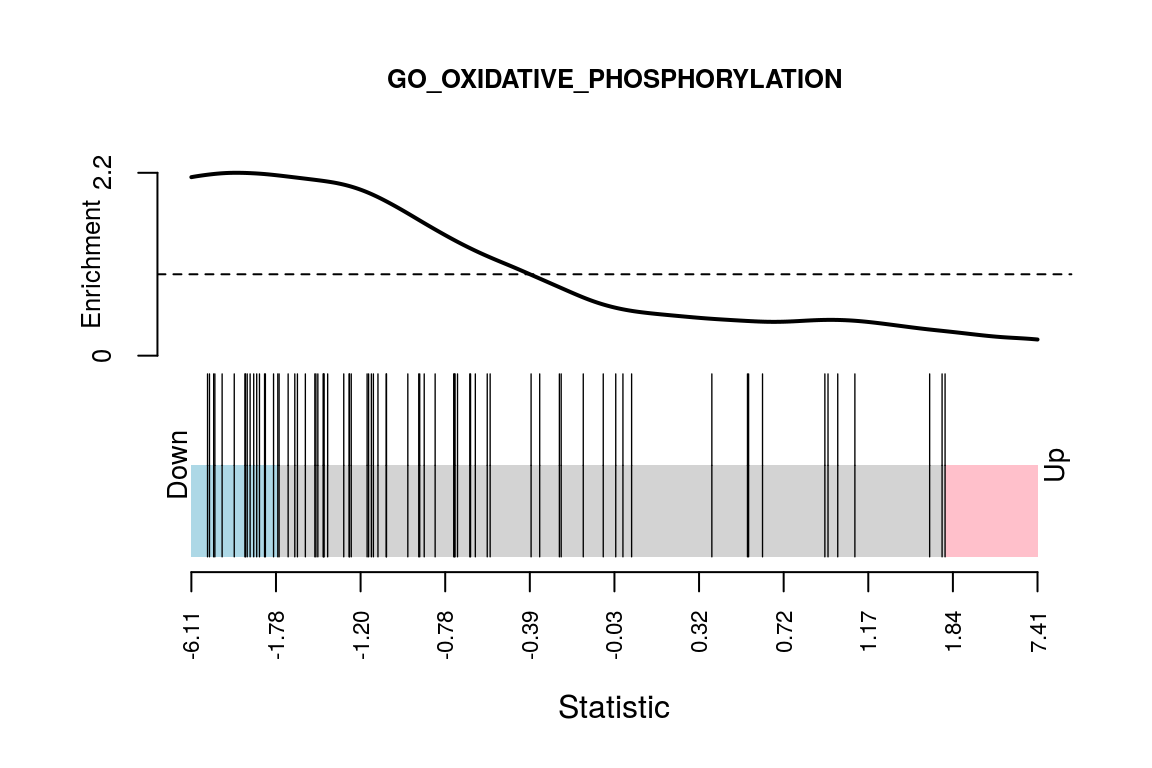 GO_OXIDATIVE_PHOSPHORYLATION
Enrichment
2.2
0
Down
Up
-6.11
-1.78
-1.20
-0.78
-0.39
-0.03
0.32
0.72
1.17
1.84
7.41
Statistic